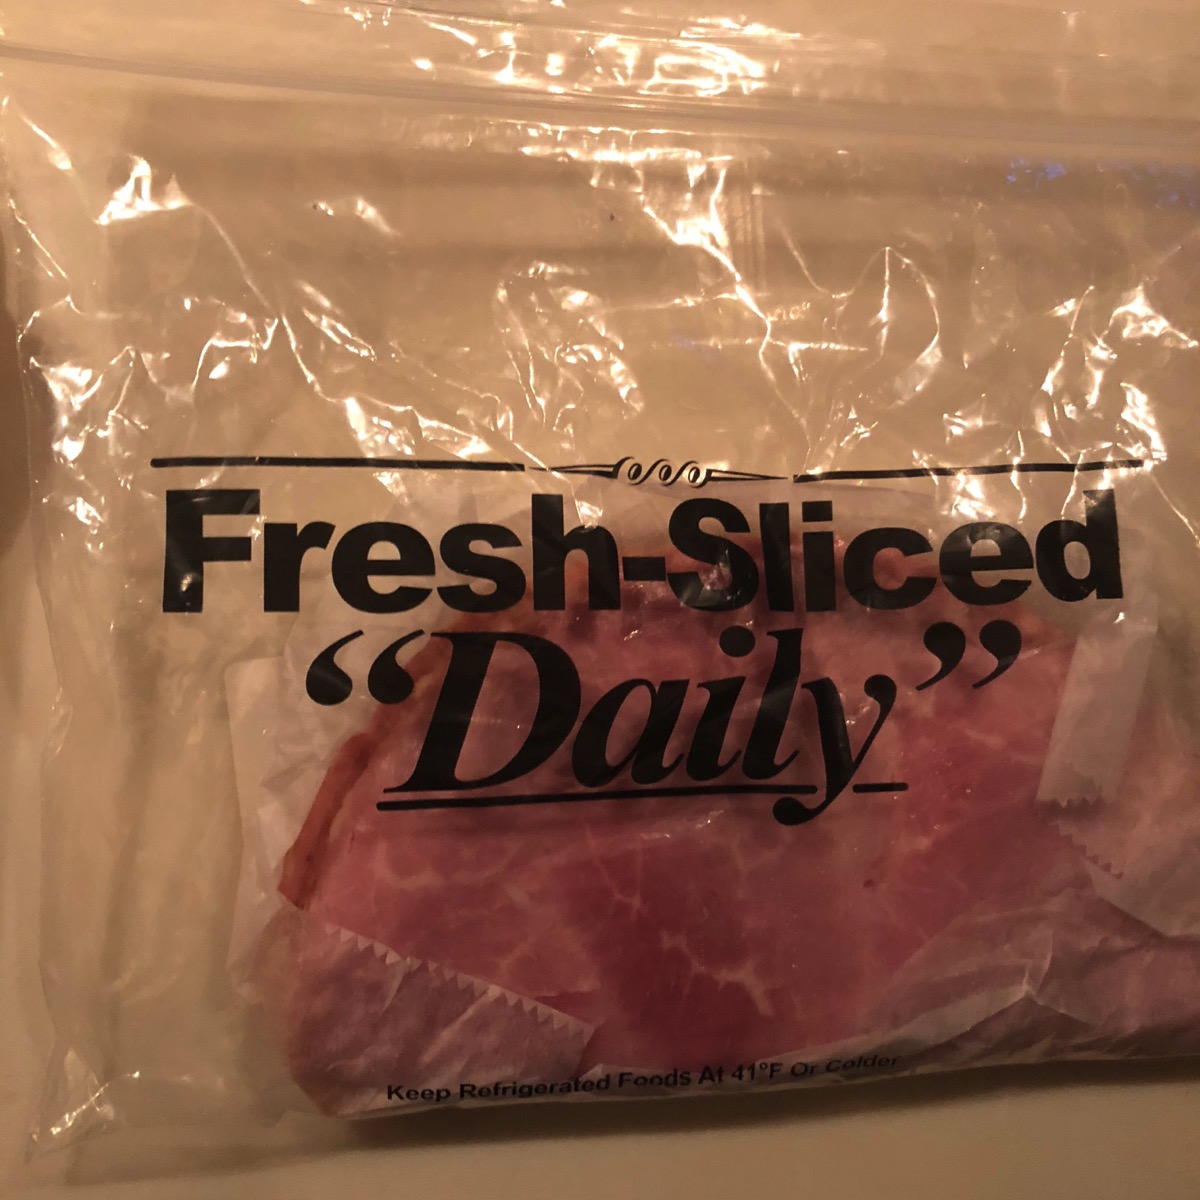 Fresh-Sliced
“Daily”
Keep Refrigerated Foods At 41°F Or Colder